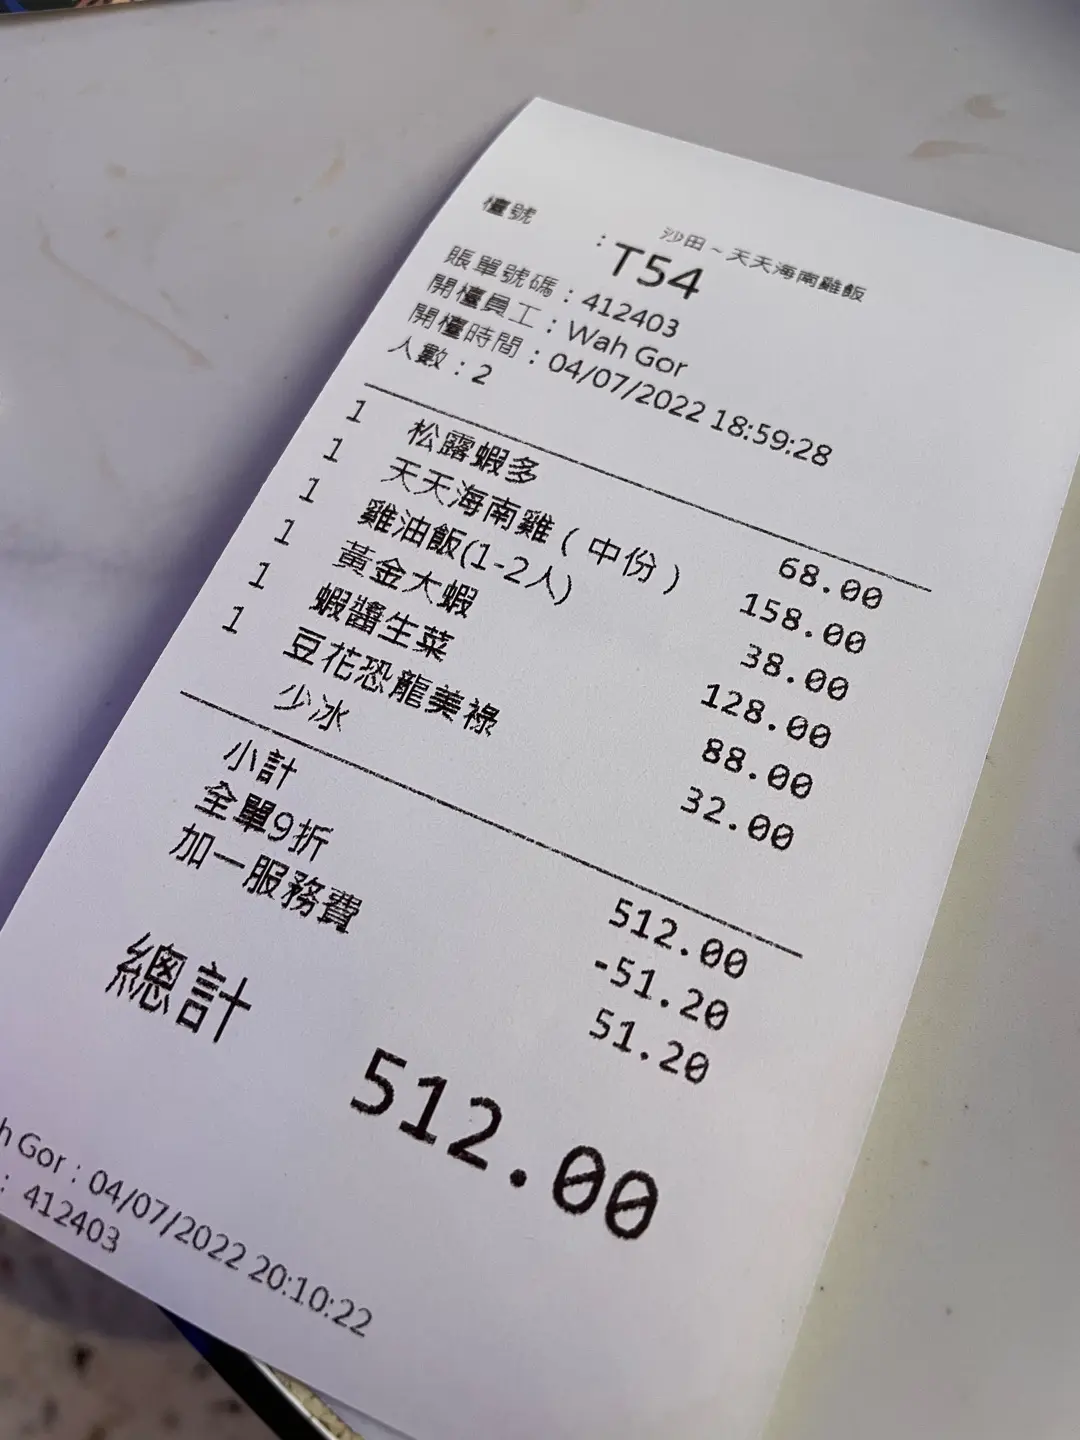 沙田~天天海南雞飯
檯號 : T54
賬單號碼 : 412403
開檯員工 : Wah Gor
開檯時間 : 04/07/2022 18:59:28
人數 : 2
1 松露蝦多 68.00
1 天天海南雞 ( 中份 ) 158.00
1 雞油飯(1-2人) 38.00
1 黃金大蝦 128.00
1 蝦醬生菜 88.00
1 豆花恐龍美祿 32.00
少冰
小計 512.00
全單9折 -51.20
加一服務費 51.20
總計 512.00
h Gor : 04/07/2022 20:10:22
: 412403